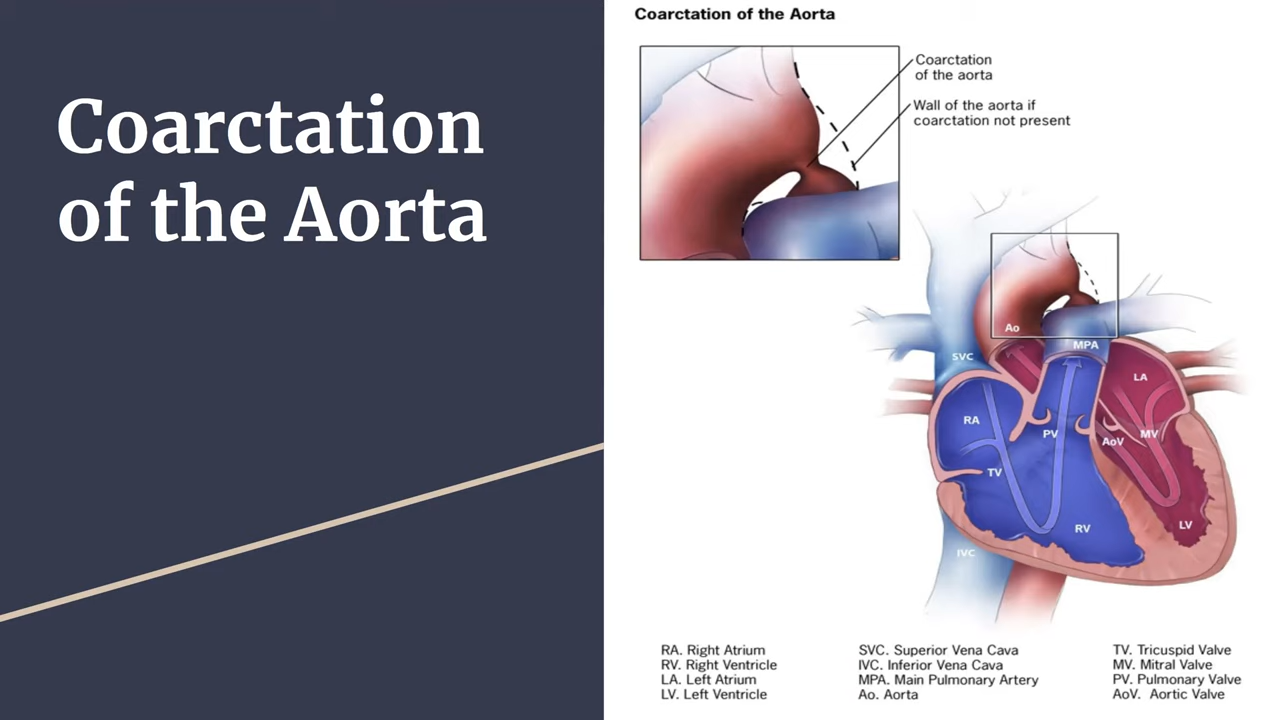 Coarctation
of the Aorta
Coarctation of the Aorta
Coarctation
of the aorta
Wall of the aorta if
coarctation not present
Ao
MPA
SVC
LA
RA
PV
AoV
MV
TV
RV
LV
IVC
RA. Right Atrium
RV. Right Ventricle
LA. Left Atrium
LV. Left Ventricle
SVC. Superior Vena Cava
IVC. Inferior Vena Cava
MPA. Main Pulmonary Artery
Ao. Aorta
TV. Tricuspid Valve
MV. Mitral Valve
PV. Pulmonary Valve
AoV. Aortic Valve